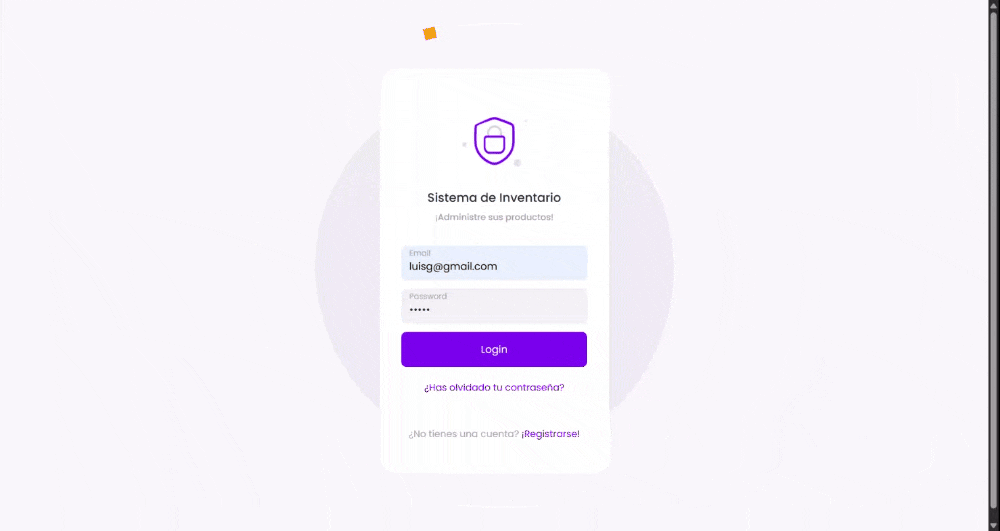 Sistema de Inventario
¡Administre sus productos!
Email
luisg@gmail.com
Password
•••••
Login
¿Has olvidado tu contraseña?
¿No tienes una cuenta? ¡Registrarse!